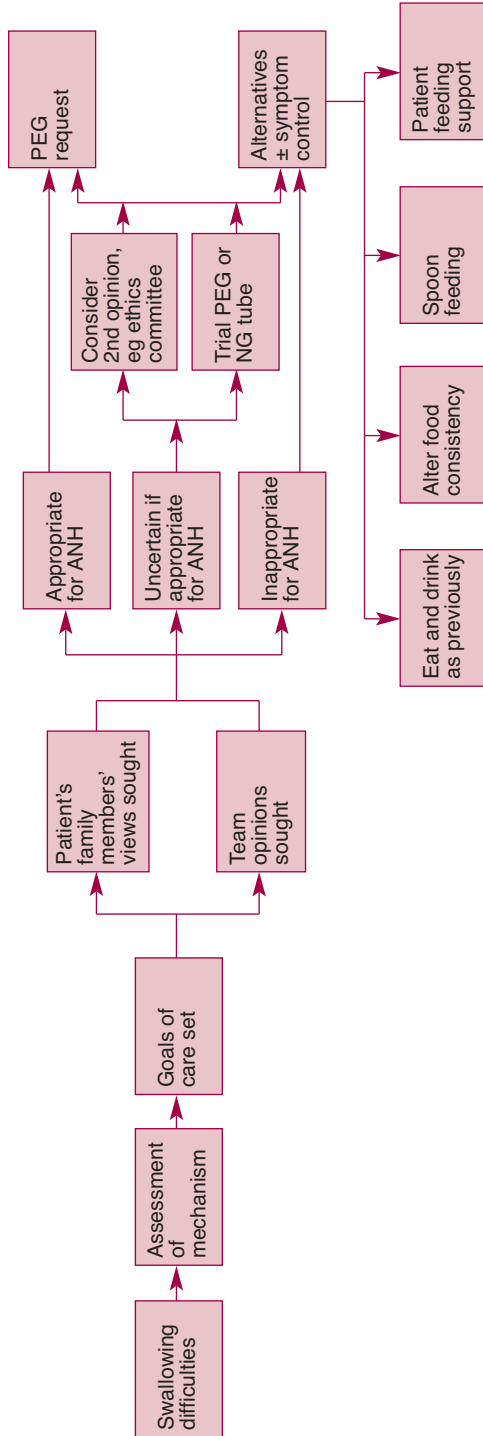 Swallowing
difficulties
Assessment
of
mechanism
Goals of
care set
Patient's
family
members'
views sought
Team
opinions
sought
Appropriate
for ANH
Uncertain if
appropriate
for ANH
Inappropriate
for ANH
Consider
2nd opinion,
eg ethics
committee
Trial PEG or
NG tube
PEG
request
Alternatives
± symptom
control
Eat and drink
as previously
Alter food
consistency
Spoon
feeding
Patient
feeding
support